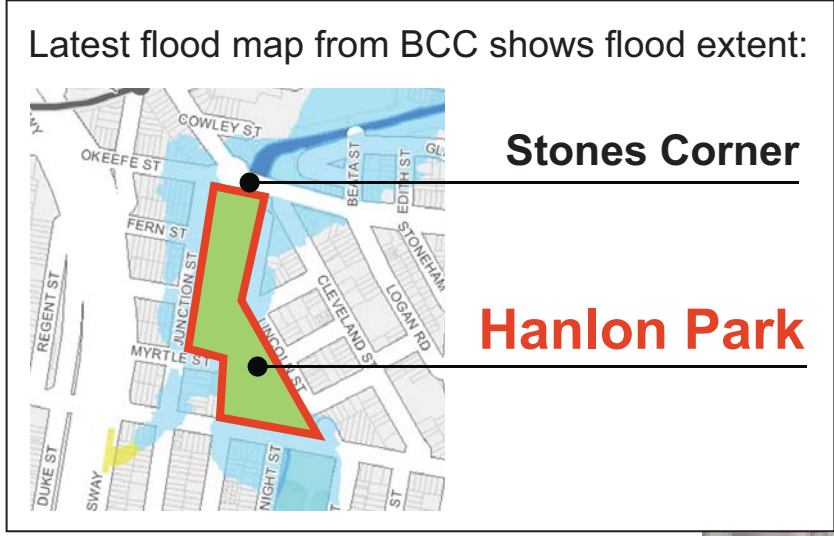 Latest flood map from BCC shows flood extent:
COWLEY ST
OKEEFE ST
BEATA ST
EDITH ST
GL
Stones Corner
FERN ST
STONEHAM
JUNCTION ST
REGENT ST
CLEVELAND ST
LOGAN RD
LINCOLN ST
Hanlon Park
MYRTLE ST
DUKE ST
SWAY
NIGHT ST
ST